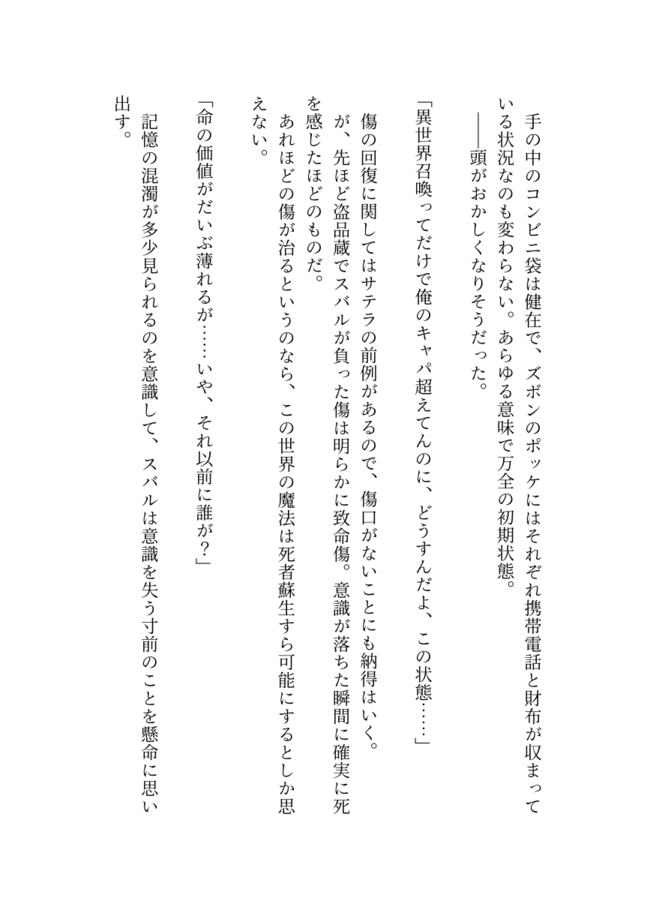 手の中のコンビニ袋は健在で、ズボンのポッケにはそれぞれ携帯電話と財布が収まって
いる状況なのも変わらない。あらゆる意味で万全の初期状態。
――頭がおかしくなりそうだった。
「異世界召喚ってだけで俺のキャパ超えてんのに、どうすんだよ、この状態……」
傷の回復に関してはサテラの前例があるので、傷口がないことにも納得はいく。
が、先ほど盗品蔵でスバルが負った傷は明らかに致命傷。意識が落ちた瞬間に確実に死
を感じたほどのものだ。
あれほどの傷が治るというのなら、この世界の魔法は死者蘇生すら可能にするとしか思
えない。
「命の価値がだいぶ薄れるが……いや、それ以前に誰が？」
記憶の混濁が多少見られるのを意識して、スバルは意識を失う寸前のことを懸命に思い
出す。